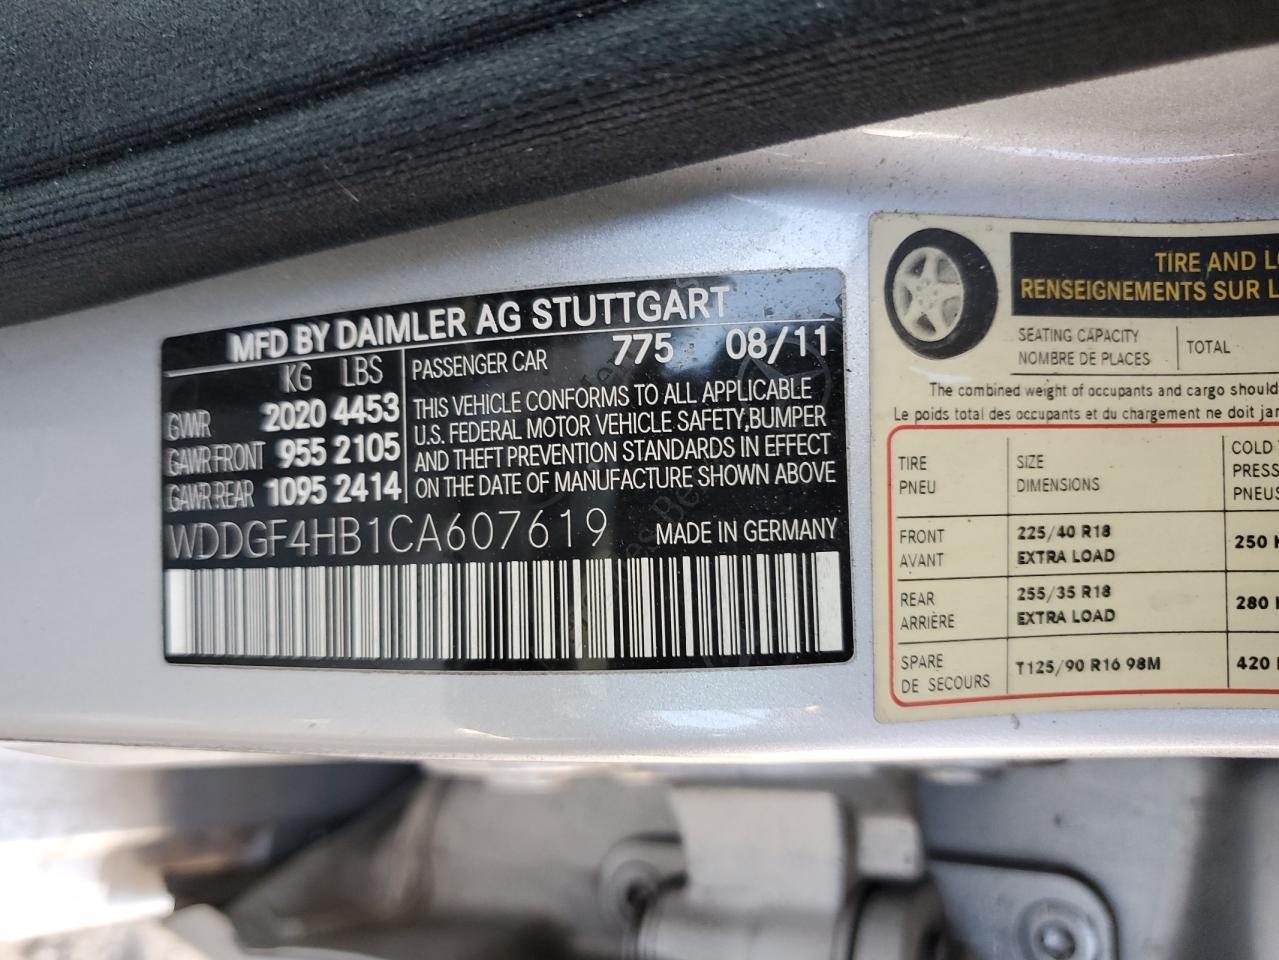 MFD BY DAIMLER AG STUTTGART
KG LBS
GVWR 2020 4453
GAWR FRONT 955 2105
GAWR REAR 1095 2414
PASSENGER CAR 775 08/11
THIS VEHICLE CONFORMS TO ALL APPLICABLE
U.S. FEDERAL MOTOR VEHICLE SAFETY,BUMPER
AND THEFT PREVENTION STANDARDS IN EFFECT
ON THE DATE OF MANUFACTURE SHOWN ABOVE
WDDGF4HB1CA607619 MADE IN GERMANY
TIRE AND LO
RENSEIGNEMENTS SUR L
SEATING CAPACITY
NOMBRE DE PLACES
TOTAL
The combined weight of occupants and cargo should
Le poids total des occupants et du chargement ne doit jam
TIRE
PNEU
SIZE
DIMENSIONS
COLD
PRESS
PNEUS
FRONT
AVANT
225/40 R18
EXTRA LOAD
250 K
REAR
ARRIÈRE
255/35 R18
EXTRA LOAD
280 K
SPARE
DE SECOURS
T125/90 R16 98M
420 K